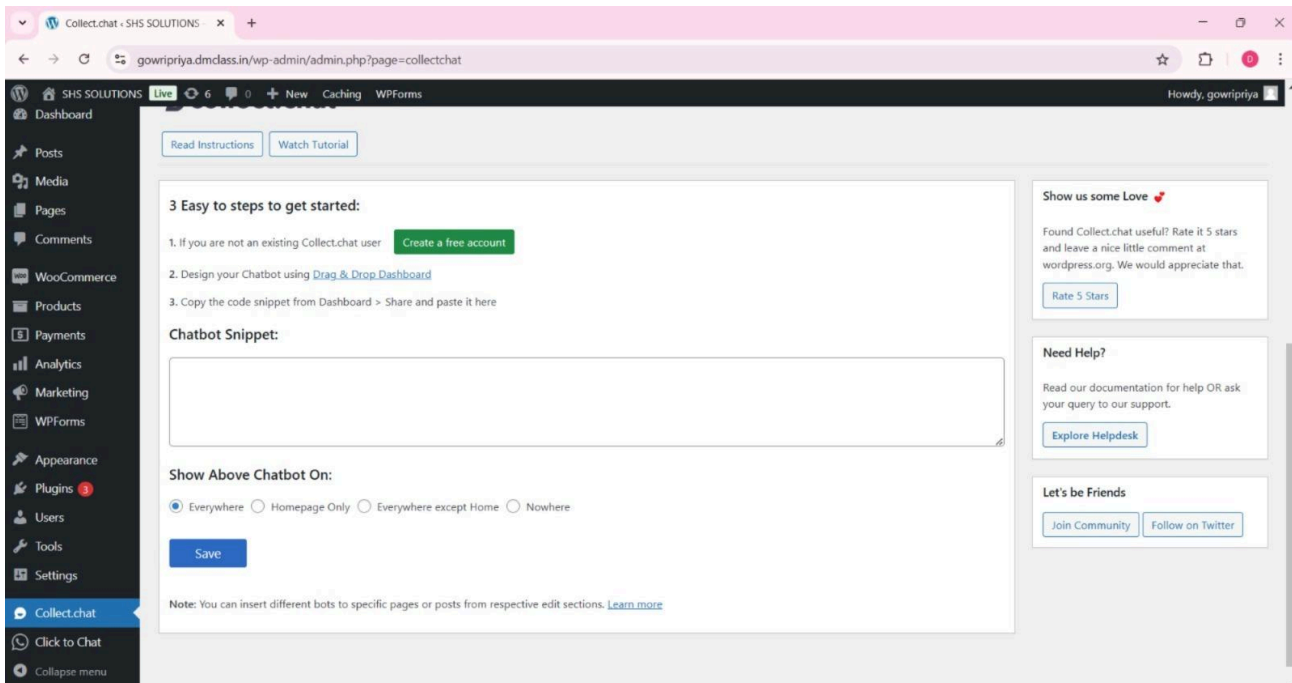 Collect.chat ‹ SHS SOLUTIONS –
gowripriya.dmclass.in/wp-admin/admin.php?page=collectchat
D
SHS SOLUTIONS Live 6 0 New Caching WPForms
Howdy, gowripriya
Dashboard
Posts
Media
Pages
Comments
WooCommerce
Products
Payments
Analytics
Marketing
WPForms
Appearance
Plugins 3
Users
Tools
Settings
Collect.chat
Click to Chat
Collapse menu
Read Instructions Watch Tutorial
3 Easy to steps to get started:
1. If you are not an existing Collect.chat user Create a free account
2. Design your Chatbot using Drag & Drop Dashboard
3. Copy the code snippet from Dashboard > Share and paste it here
Chatbot Snippet:
Show Above Chatbot On:
Everywhere Homepage Only Everywhere except Home Nowhere
Save
Note: You can insert different bots to specific pages or posts from respective edit sections. Learn more
Show us some Love
Found Collect.chat useful? Rate it 5 stars
and leave a nice little comment at
wordpress.org. We would appreciate that.
Rate 5 Stars
Need Help?
Read our documentation for help OR ask
your query to our support.
Explore Helpdesk
Let's be Friends
Join Community Follow on Twitter